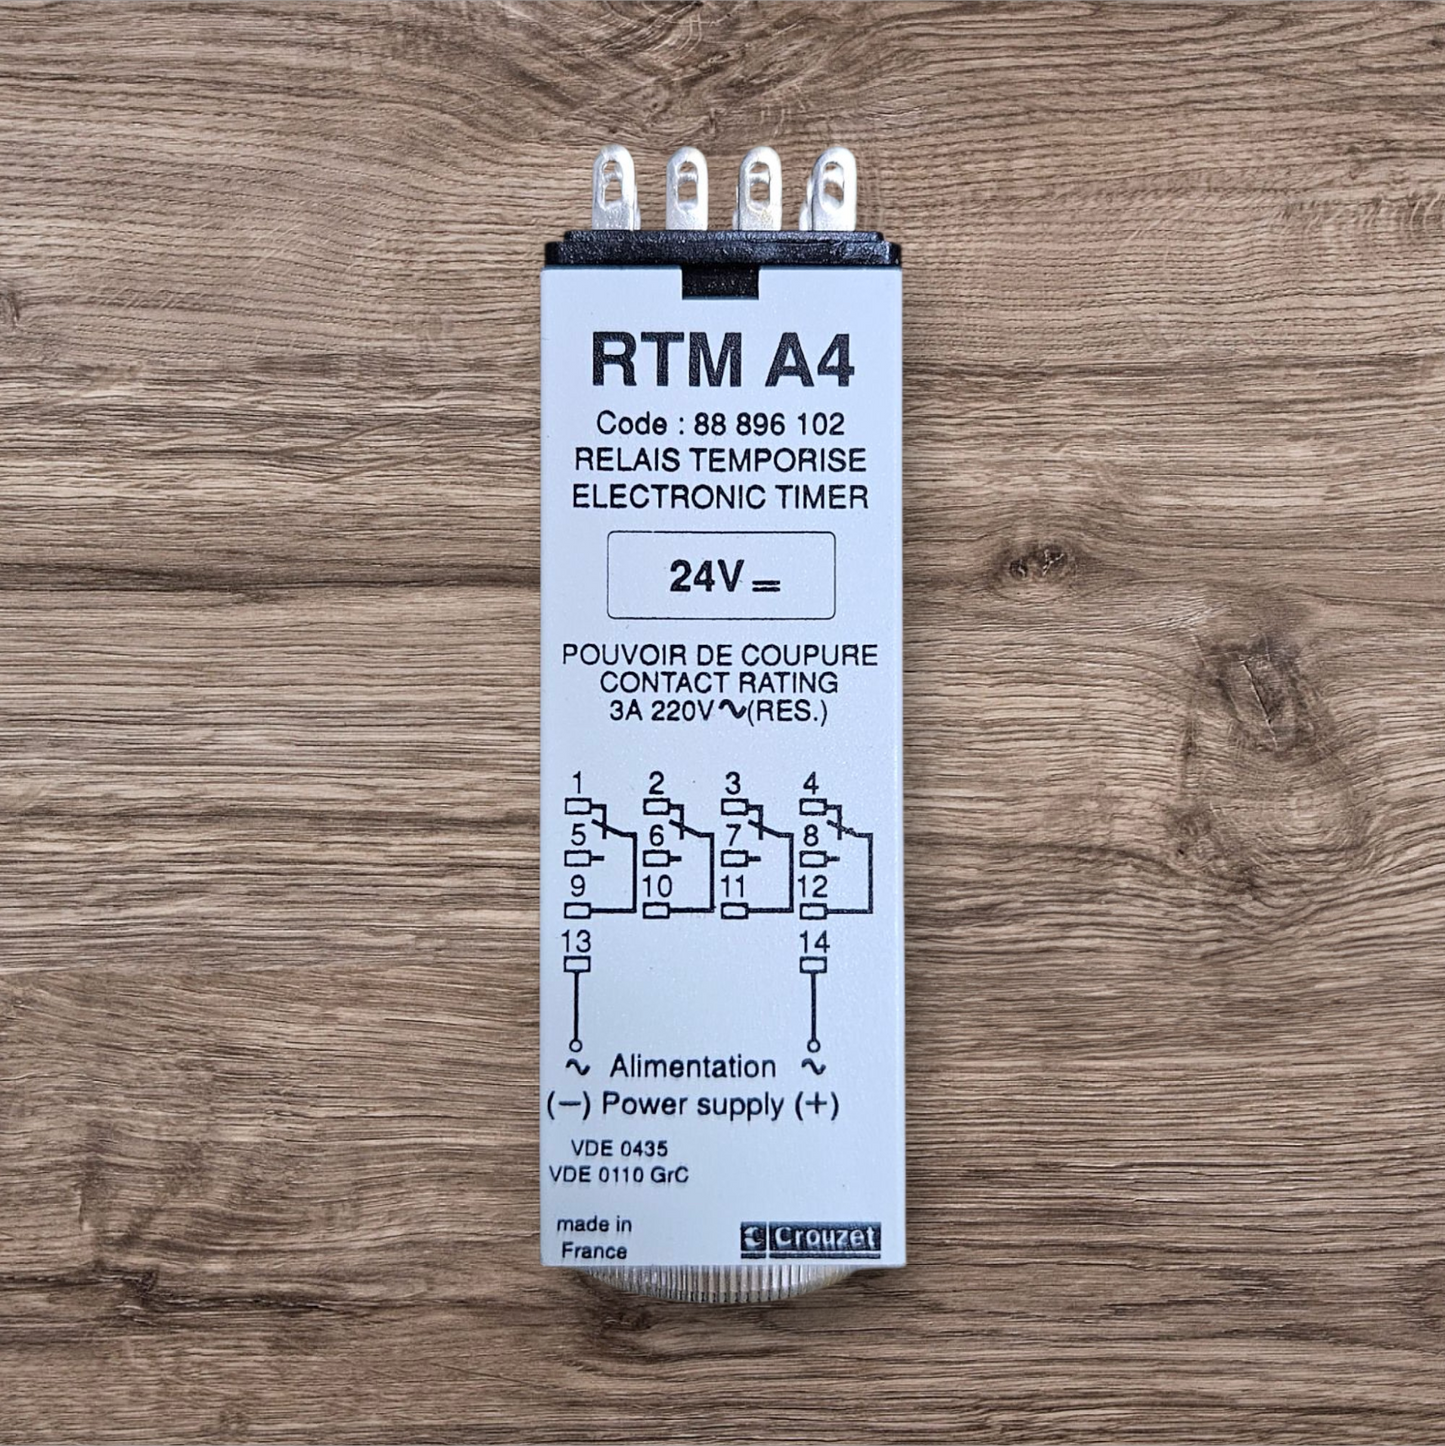 RTM A4
Code : 88 896 102
RELAIS TEMPORISE
ELECTRONIC TIMER
24V ⎓
POUVOIR DE COUPURE
CONTACT RATING
3A 220V∿(RES.)
1 2 3 4
5 6 7 8
9 10 11 12
13 14
∿ Alimentation ∿
(−) Power supply (+)
VDE 0435
VDE 0110 GrC
made in
France
Crouzet